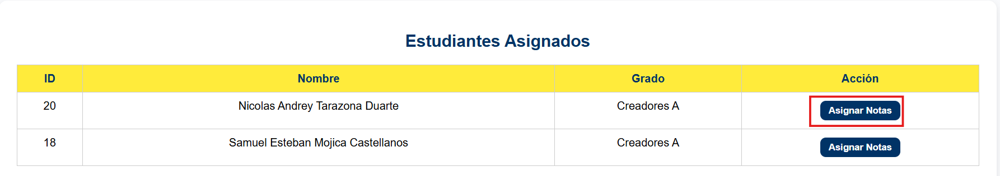 Estudiantes Asignados
ID Nombre Grado Acción
20 Nicolas Andrey Tarazona Duarte Creadores A Asignar Notas
18 Samuel Esteban Mojica Castellanos Creadores A Asignar Notas